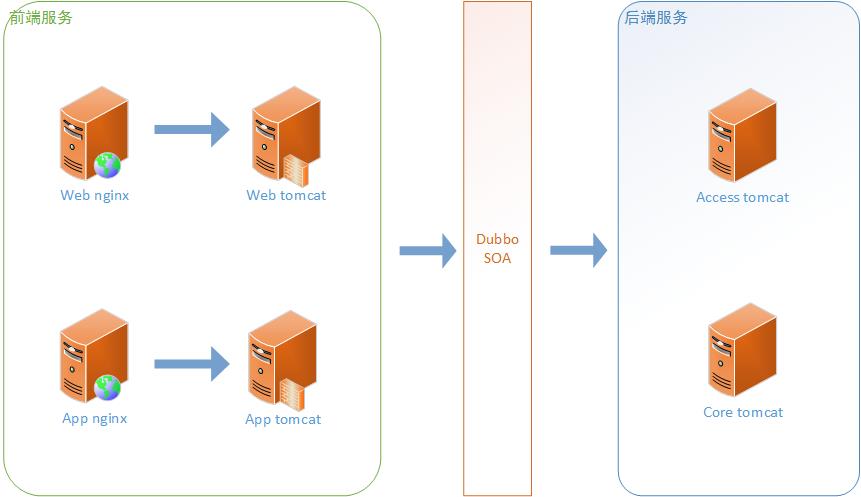 前端服务
后端服务
Web nginx
Web tomcat
Access tomcat
Dubbo
SOA
App nginx
App tomcat
Core tomcat